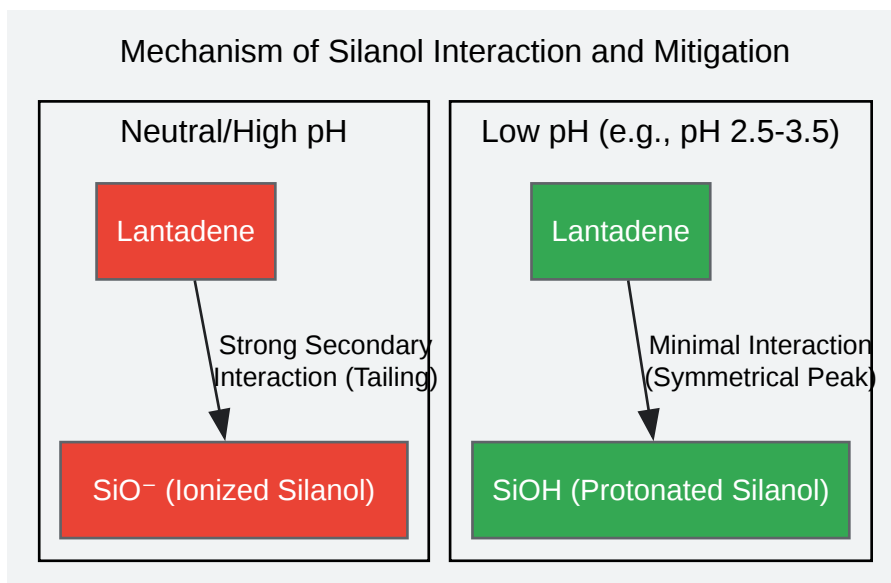 Mechanism of Silanol Interaction and Mitigation
Neutral/High pH
Lantadene
Strong Secondary
Interaction (Tailing)
SiO⁻ (Ionized Silanol)
Low pH (e.g., pH 2.5-3.5)
Lantadene
Minimal Interaction
(Symmetrical Peak)
SiOH (Protonated Silanol)